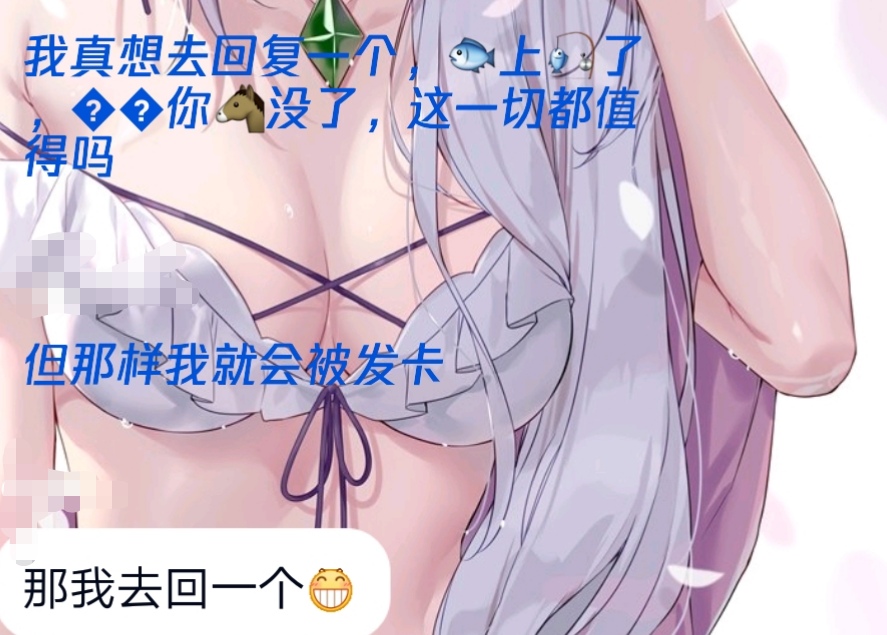 我真想去回复一个，🐟上🎣了
，��你🐴没了，这一切都值
得吗
但那样我就会被发卡
那我去回一个😁